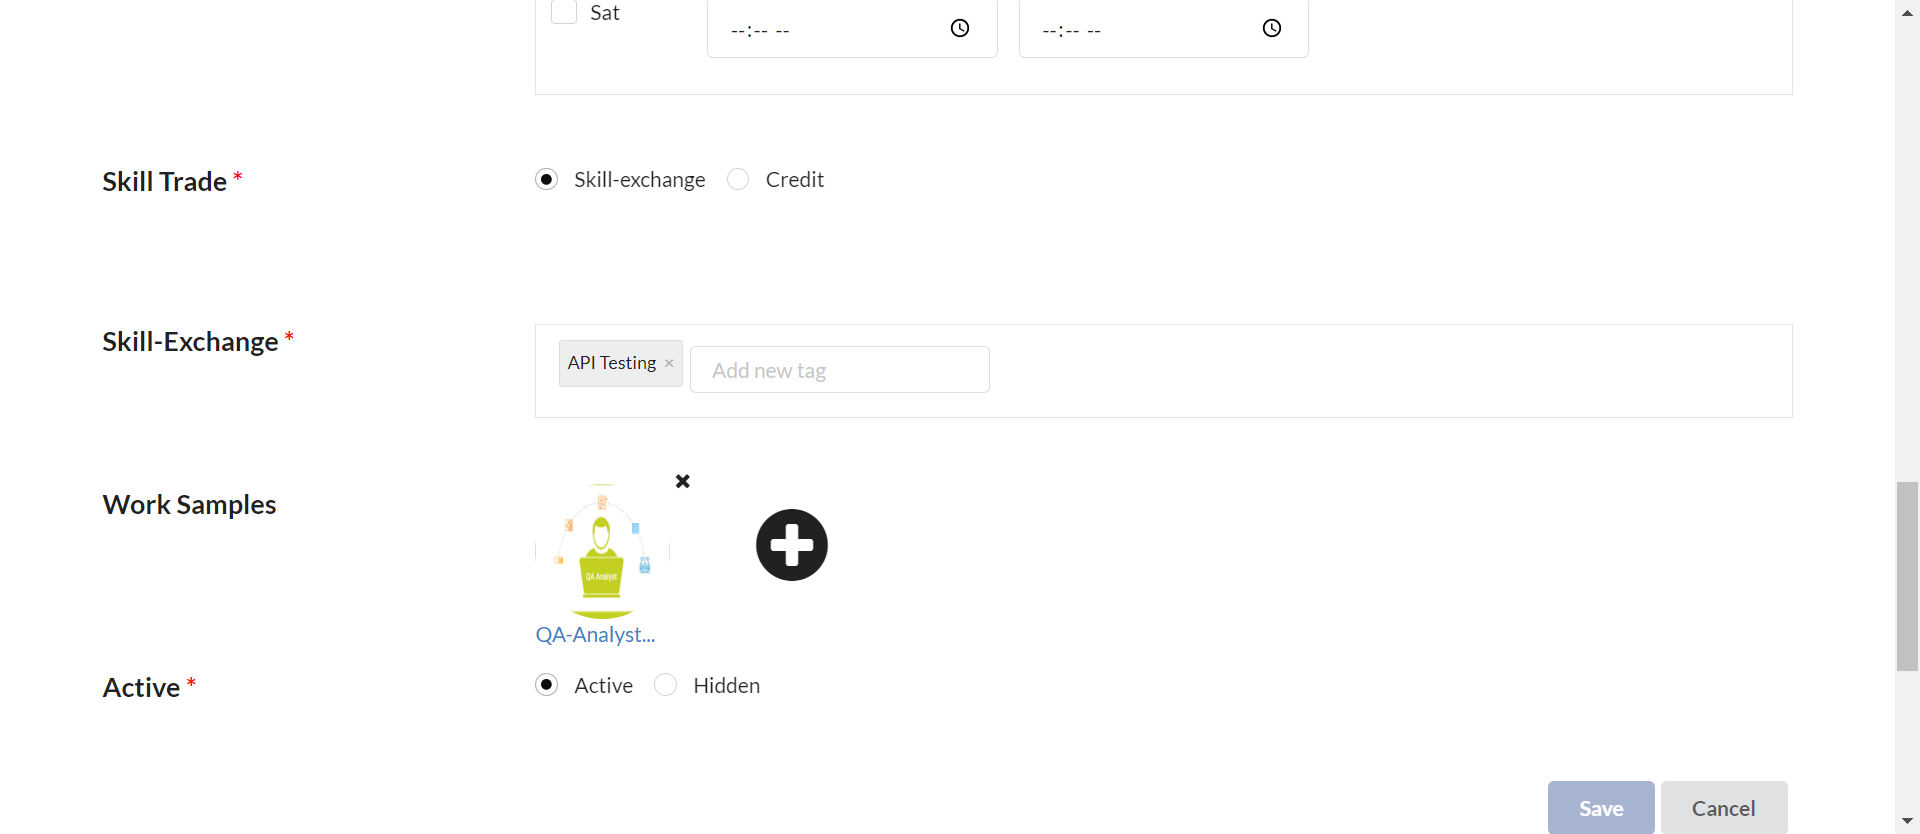 Sat
--:-- --
--:-- --
Skill Trade *
Skill-exchange
Credit
Skill-Exchange *
API Testing ×
Add new tag
Work Samples
QA Analyst
QA-Analyst...
Active *
Active
Hidden
Save
Cancel